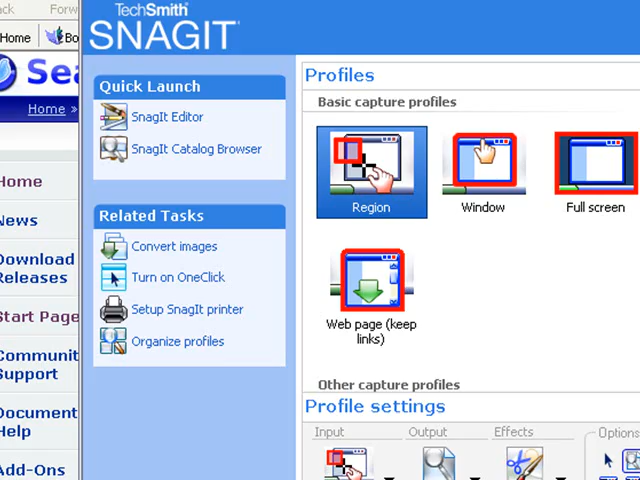 Home
Bo
Sea
Home »
Home
News
Download
Releases
Start Page
Communit
Support
Document
Help
Add-Ons
TechSmith
SNAGIT
Quick Launch
SnagIt Editor
SnagIt Catalog Browser
Related Tasks
Convert images
Turn on OneClick
Setup SnagIt printer
Organize profiles
Profiles
Basic capture profiles
Region
Window
Full screen
Web page (keep
links)
Other capture profiles
Profile settings
Input
Output
Effects
Options